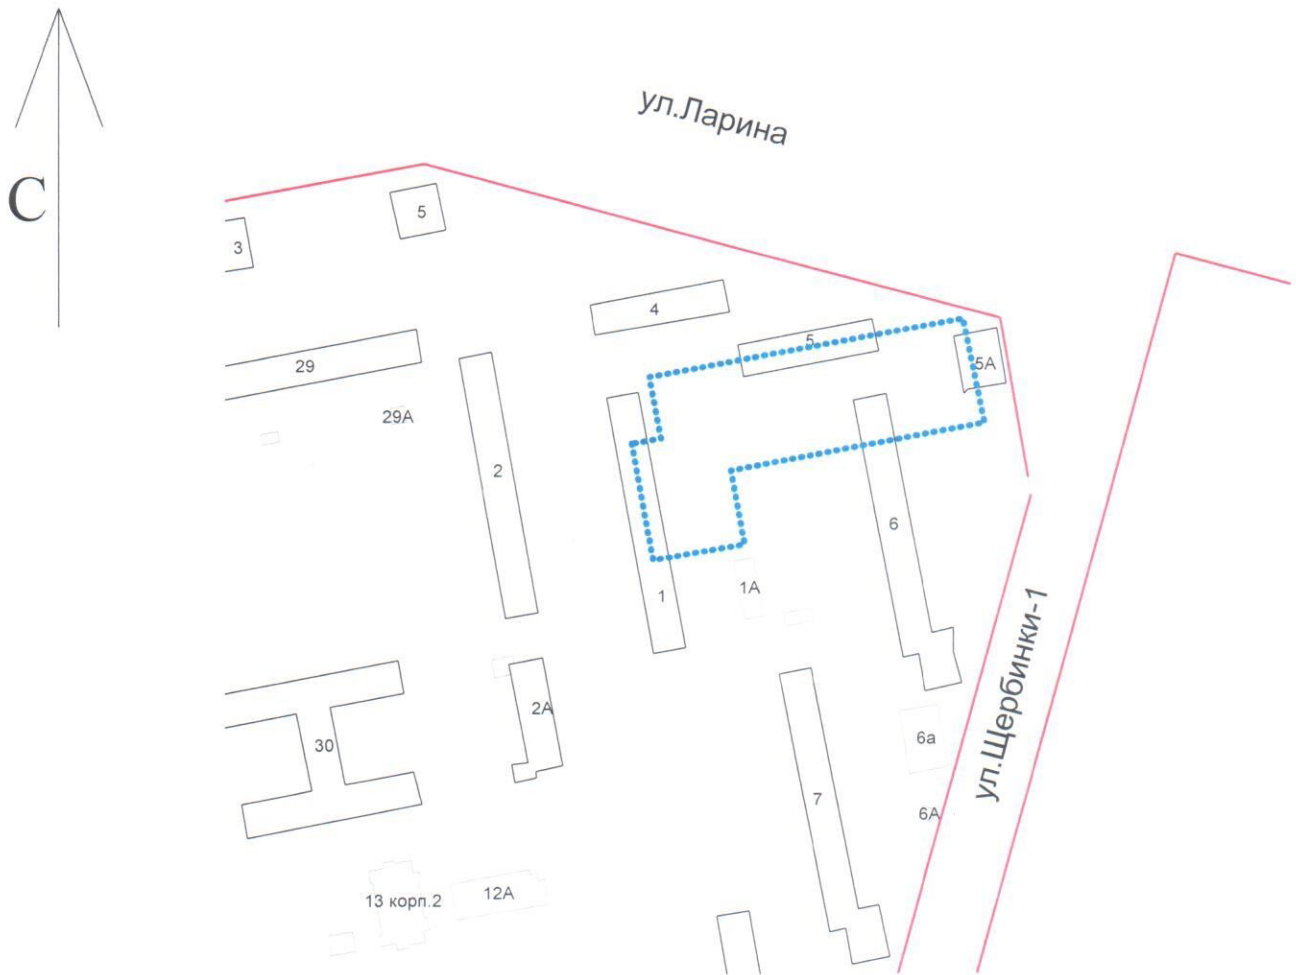 ул.Ларина
С
5
3
4
5
5А
29
29А
2
6
1А
1
2А
30
6а
7
6А
13 корп.2
12А
ул.Щербинки-1